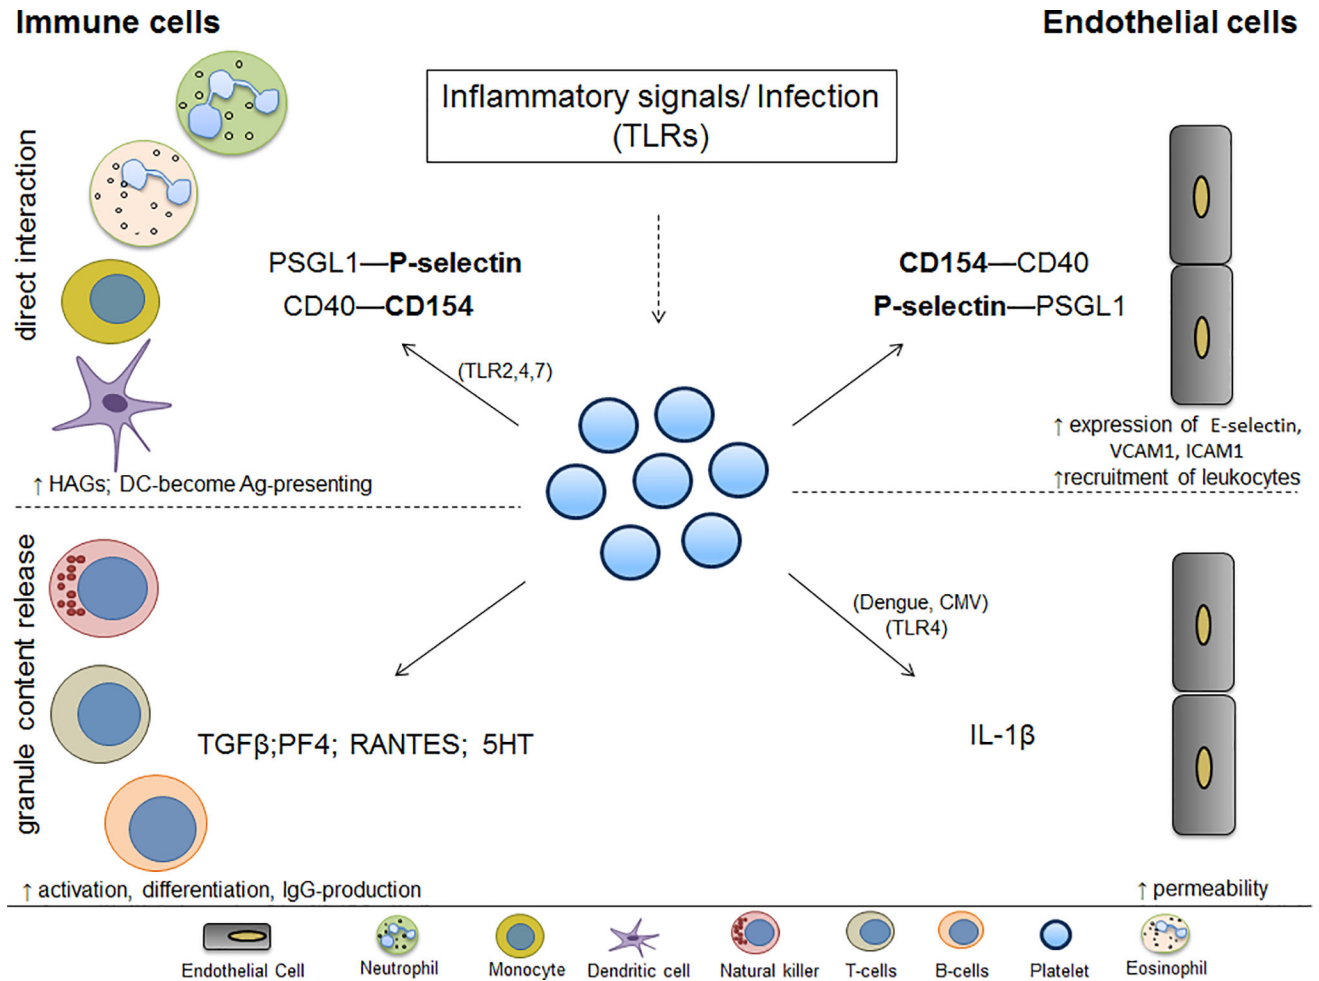 Immune cells
Endothelial cells
Inflammatory signals/ Infection
(TLRs)
direct interaction
PSGL1—P-selectin
CD40—CD154
CD154—CD40
P-selectin—PSGL1
(TLR2,4,7)
↑ HAGs; DC-become Ag-presenting
↑ expression of E-selectin,
VCAM1, ICAM1
↑recruitment of leukocytes
granule content release
(Dengue, CMV)
(TLR4)
TGFβ;PF4; RANTES; 5HT
IL-1β
↑ activation, differentiation, IgG-production
↑ permeability
Endothelial Cell
Neutrophil
Monocyte
Dendritic cell
Natural killer
T-cells
B-cells
Platelet
Eosinophil